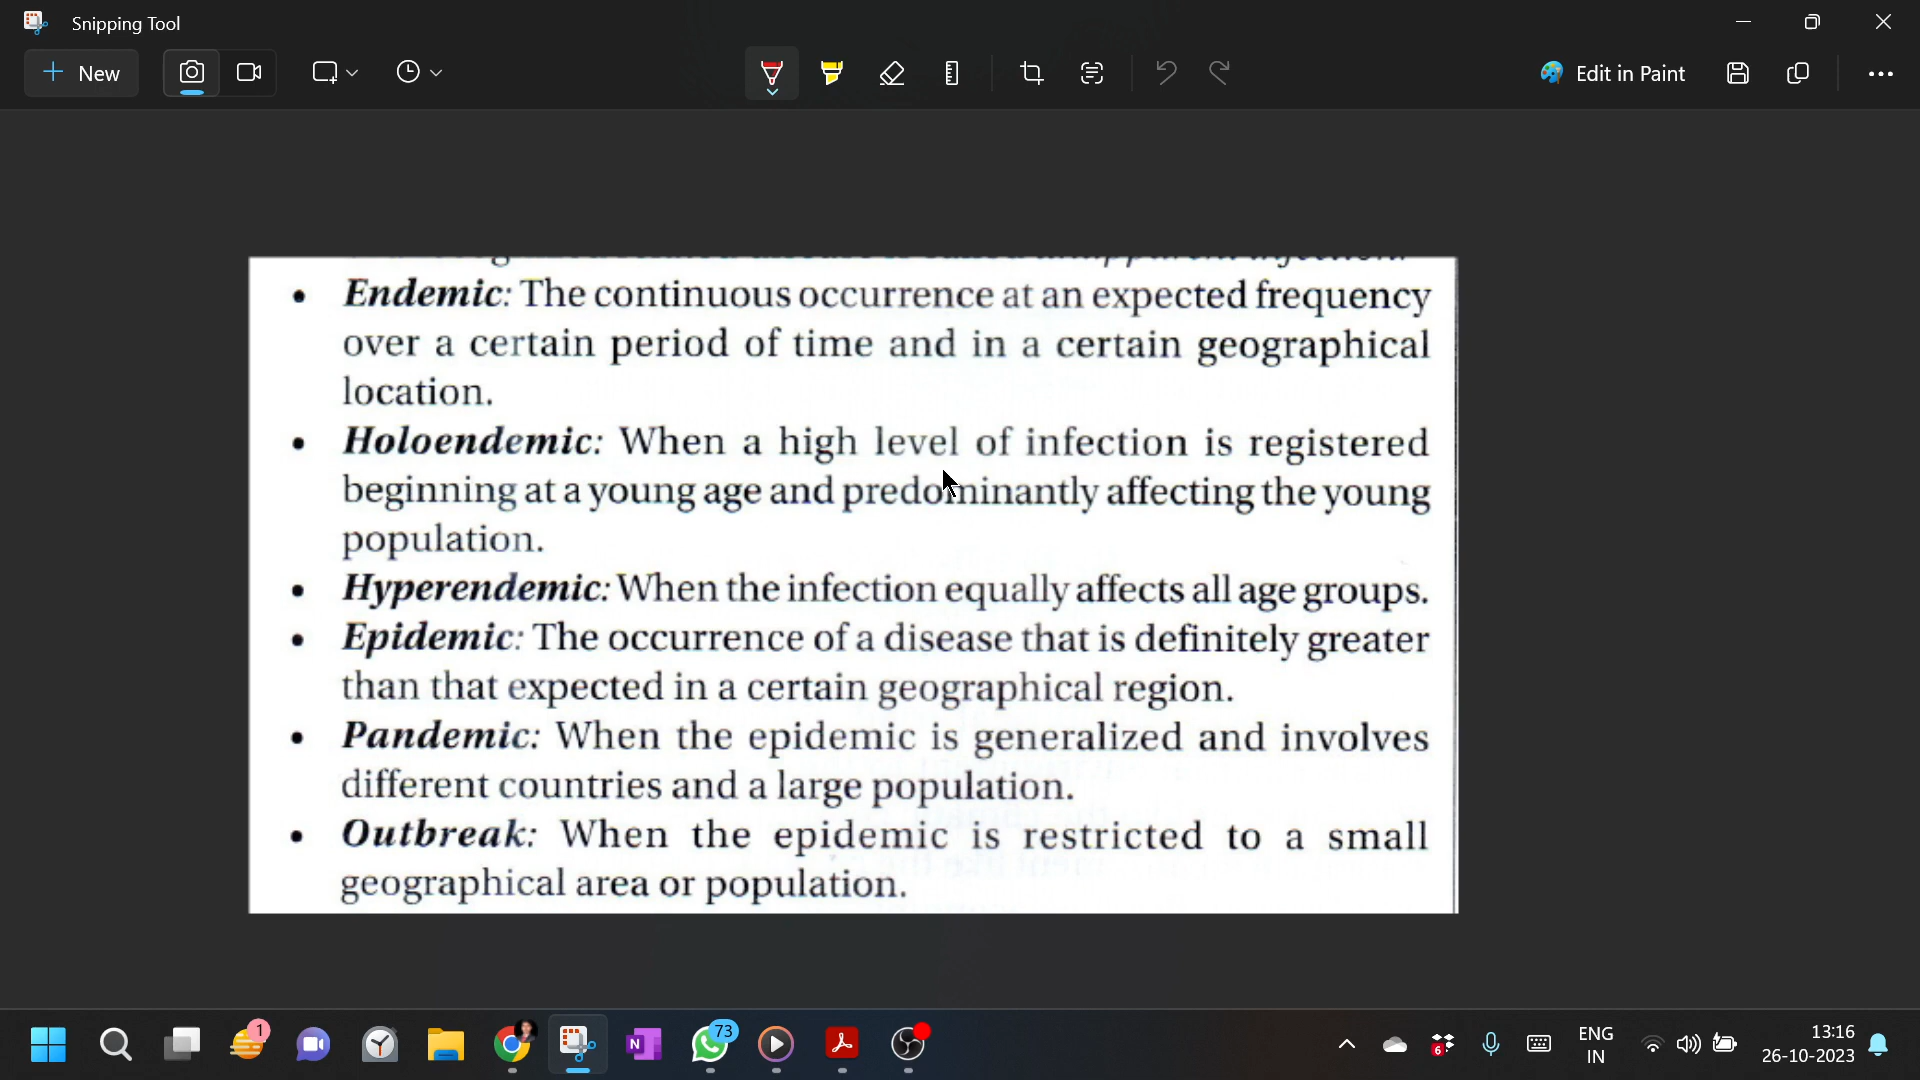 Snipping Tool
New
Edit in Paint
Endemic: The continuous occurrence at an expected frequency
over a certain period of time and in a certain geographical
location.
Holoendemic: When a high level of infection is registered
beginning at a young age and predominantly affecting the young
population.
Hyperendemic: When the infection equally affects all age groups.
Epidemic: The occurrence of a disease that is definitely greater
than that expected in a certain geographical region.
Pandemic: When the epidemic is generalized and involves
different countries and a large population.
Outbreak: When the epidemic is restricted to a small
geographical area or population.
1
73
6
ENG
IN
13:16
26-10-2023